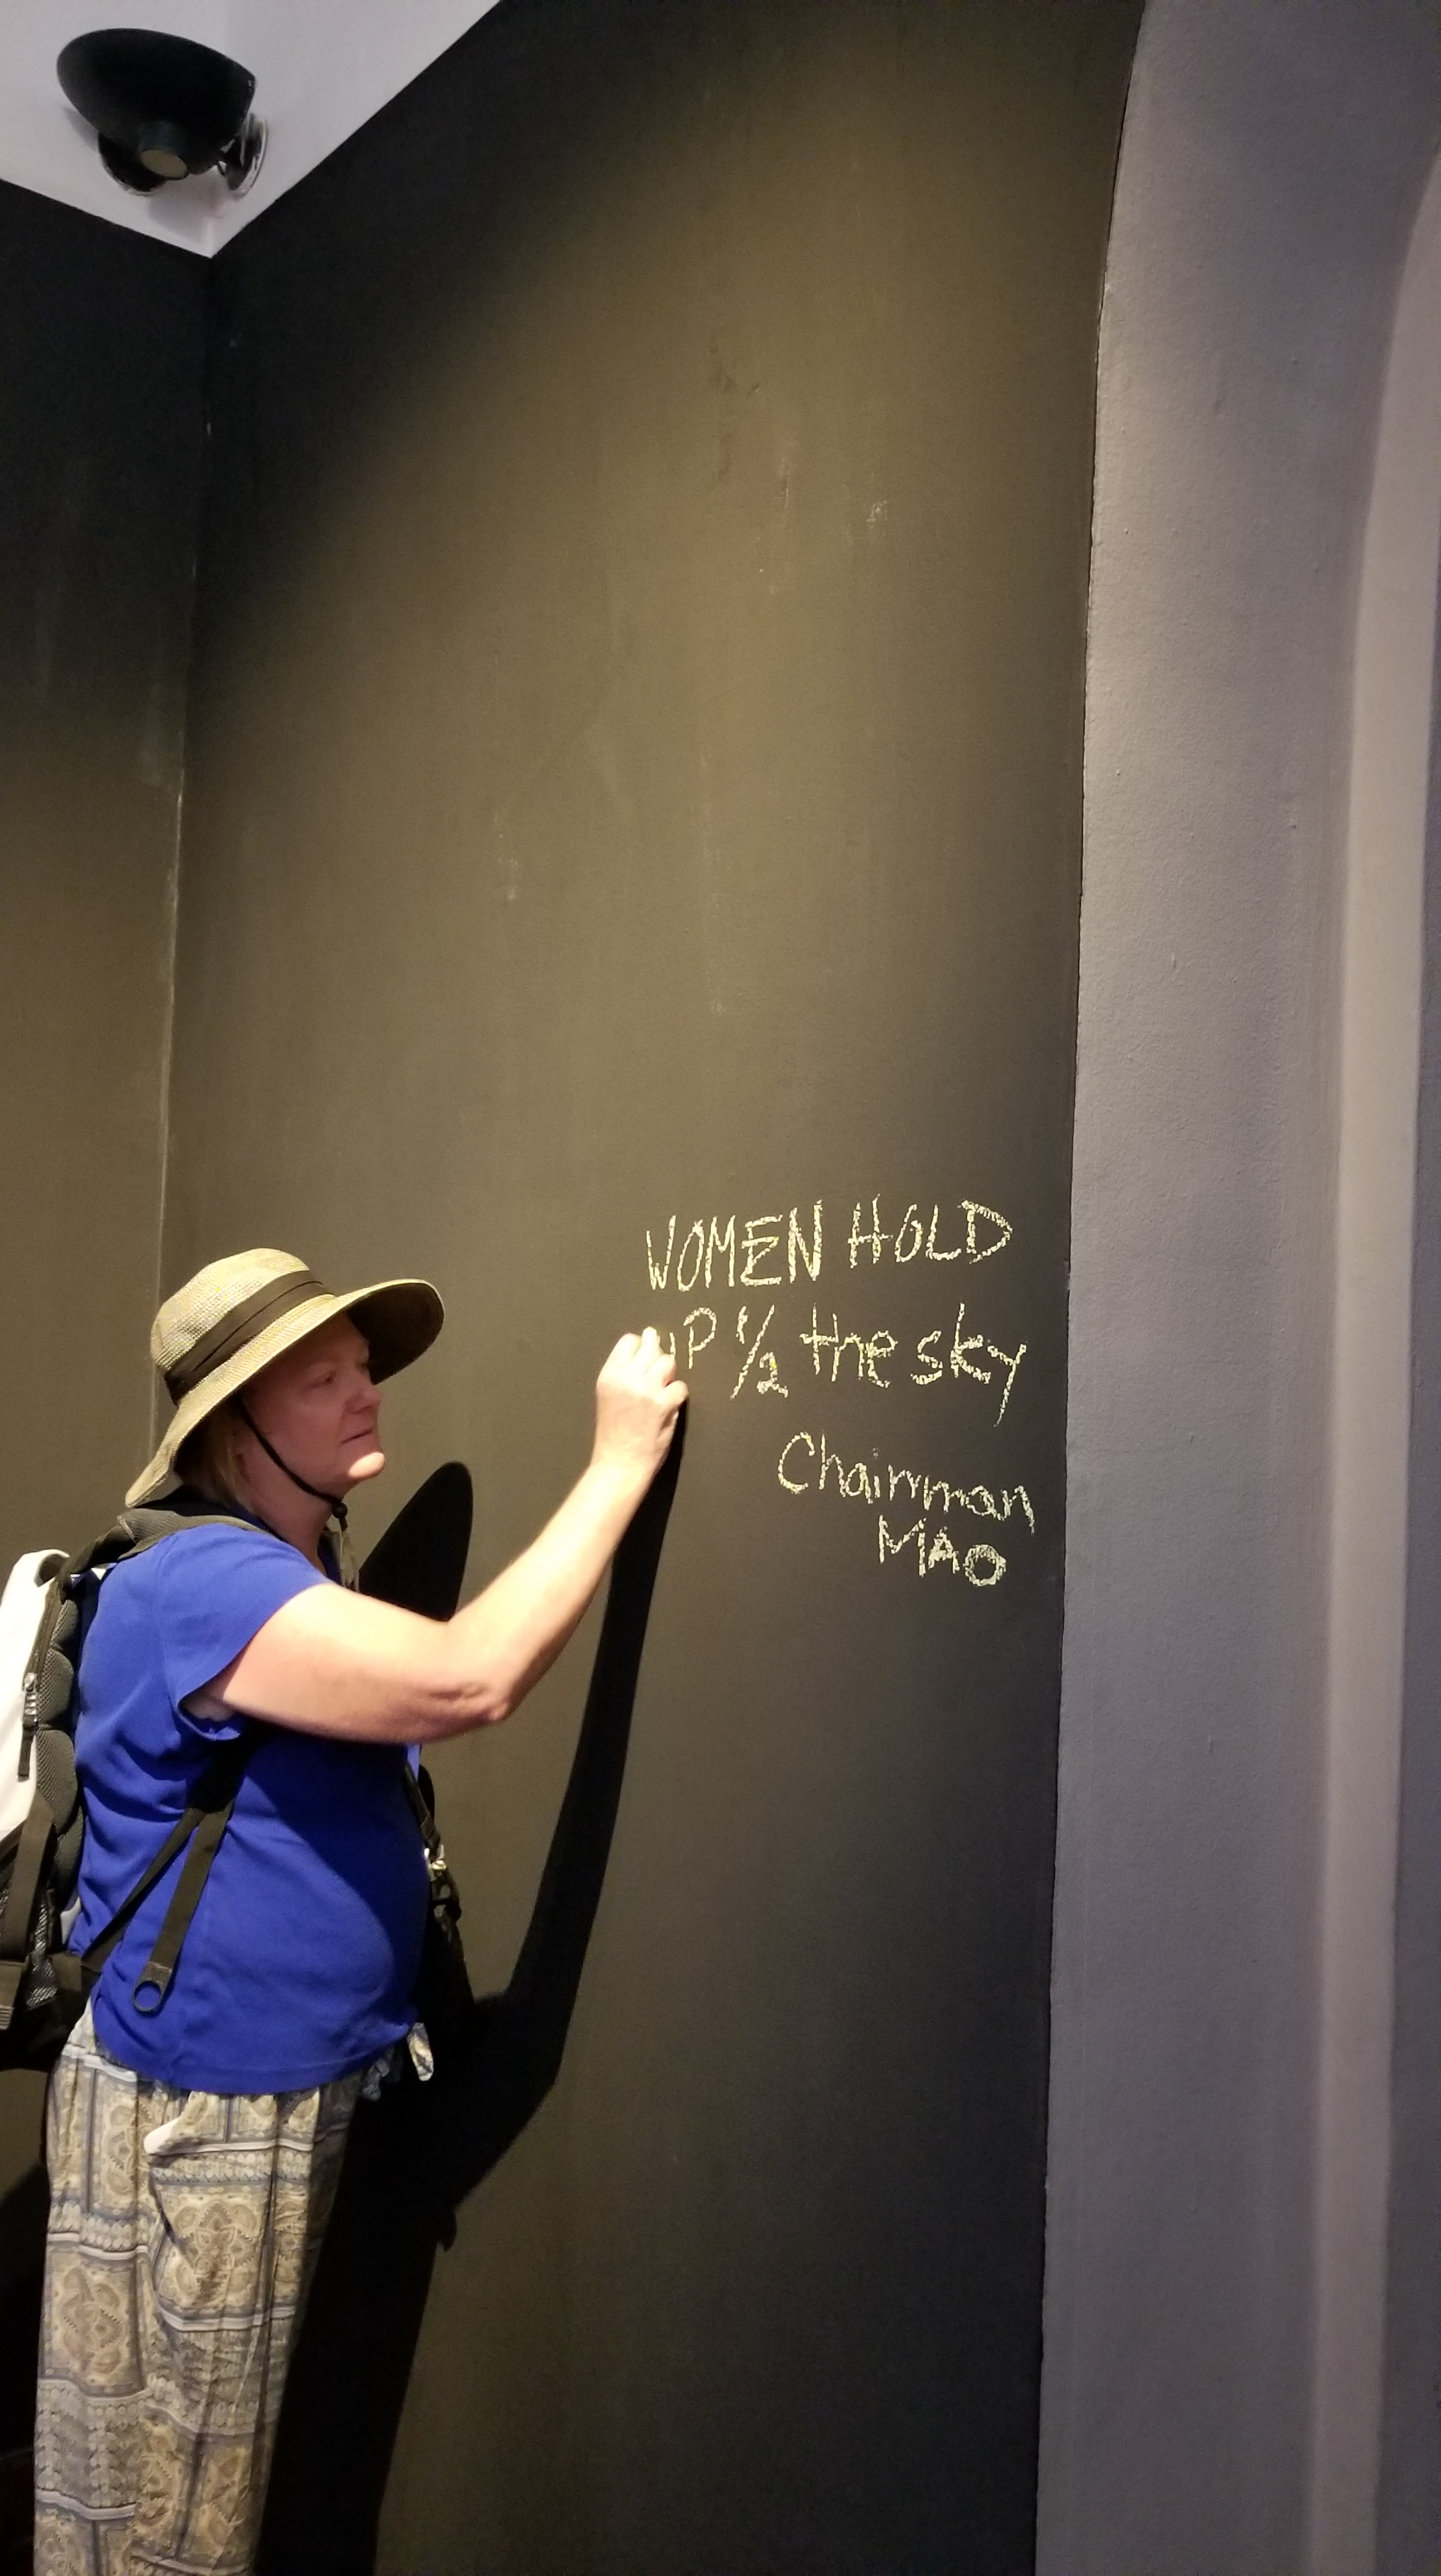 WOMEN HOLD
UP 1/2 the sky
Chairman
MAO